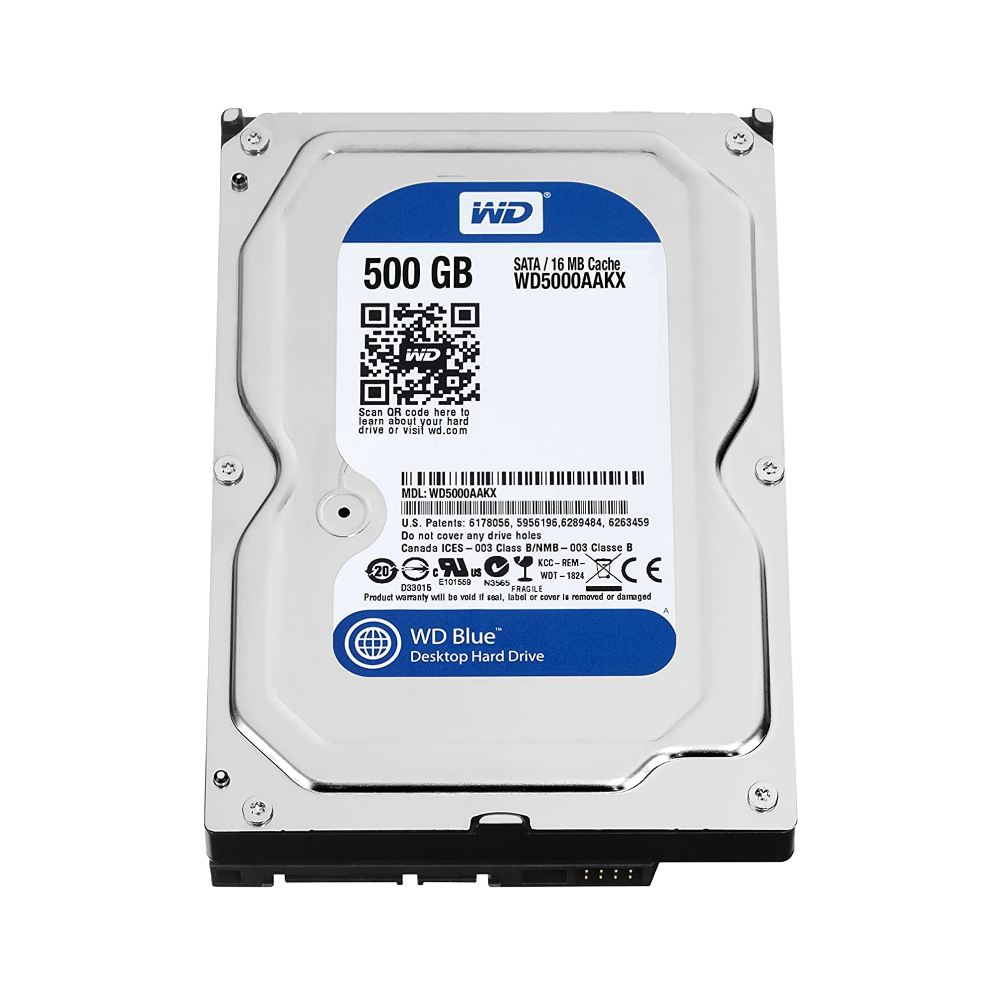 WD®
500 GB
SATA / 16 MB Cache
WD5000AAKX
WD
Scan QR code here to
learn about your hard
drive or visit wd.com
MDL: WD5000AAKX
U.S. Patents: 6178056, 5956196,6289484, 6263459
Do not cover any drive holes
Canada ICES - 003 Class B/NMB - 003 Classe B
20
c RU us
KCC - REM -
WDT - 1824
CE
D33015
E101559
N3565
FRAGILE
Product warranty will be void if seal, label or cover is removed or damaged
A
WD Blue™
Desktop Hard Drive